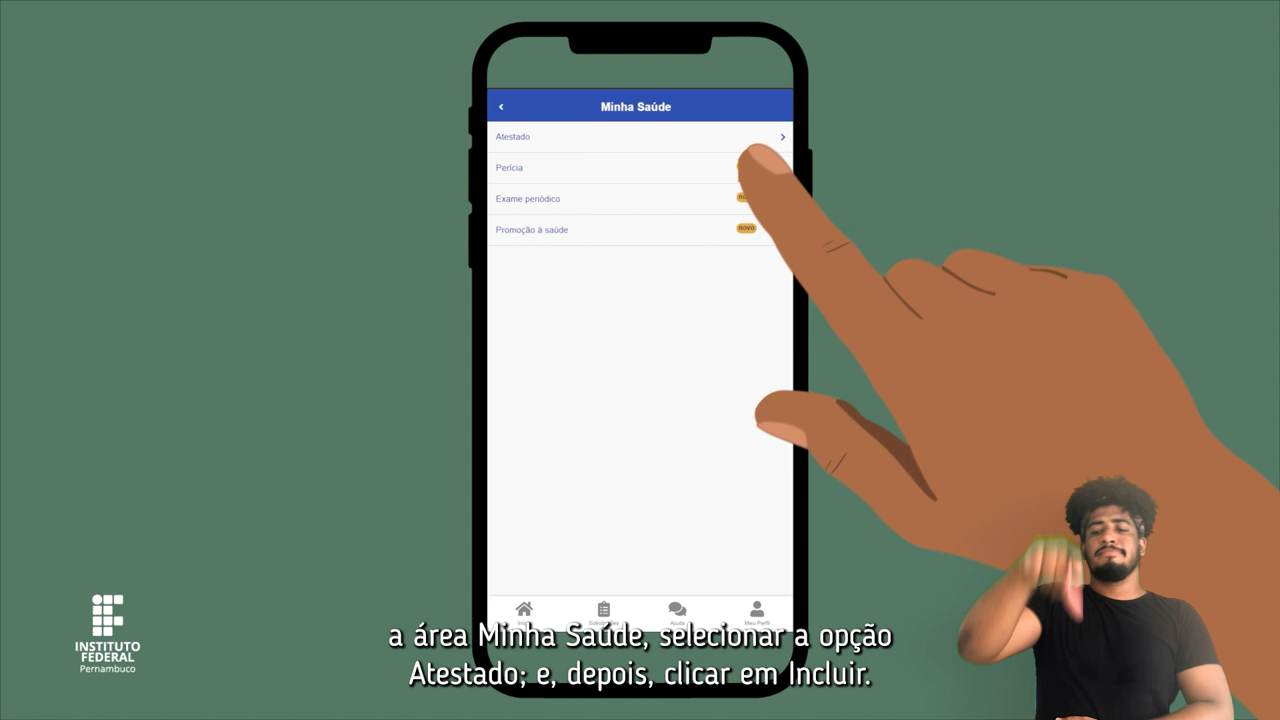 Minha Saúde
Atestado
Perícia
Exame periódico
Promoção à saúde
novo
Meu Perfil
a área Minha Saúde, selecionar a opção
Atestado; e, depois, clicar em Incluir.
INSTITUTO
FEDERAL
Pernambuco